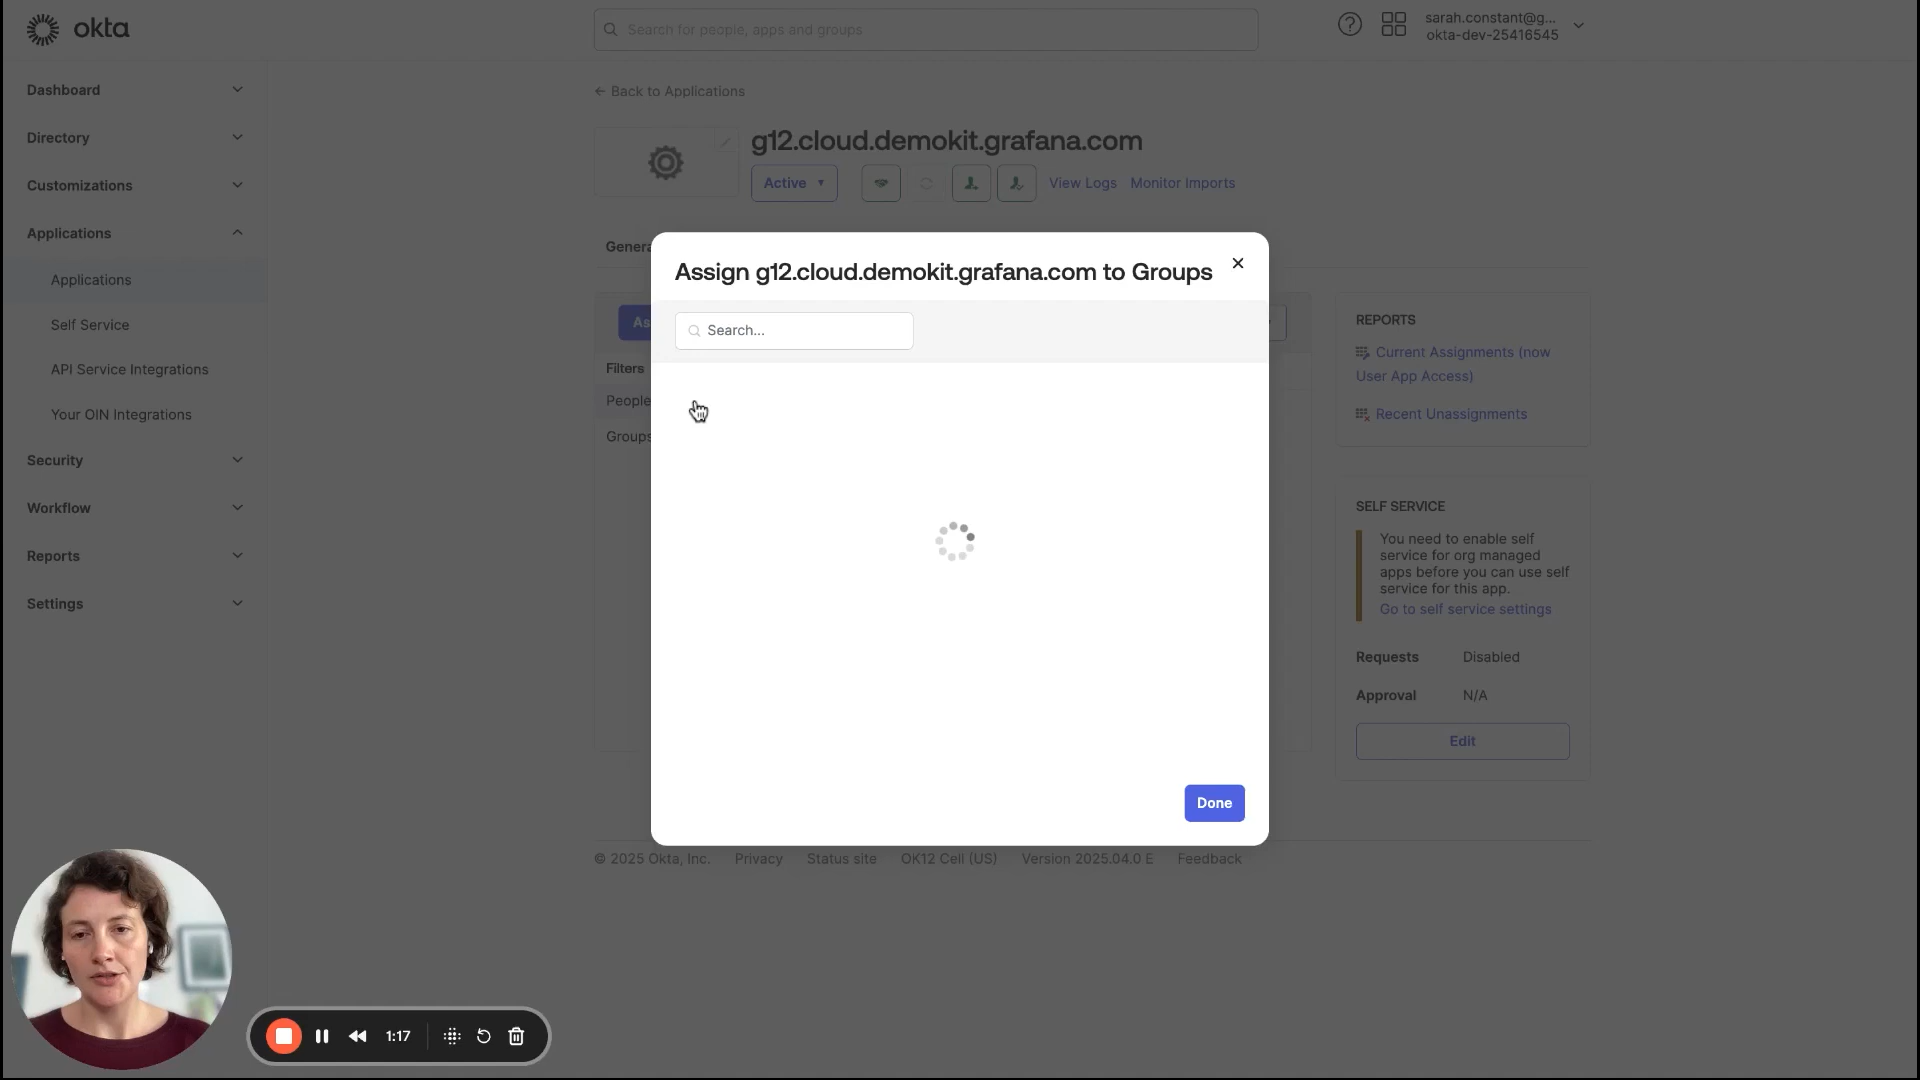 okta
Search for people, apps and groups
sarah.constant@g...
okta-dev-25416545
Dashboard
Directory
Customizations
Applications
Applications
Self Service
API Service Integrations
Your OIN Integrations
Security
Workflow
Reports
Settings
← Back to Applications
g12.cloud.demokit.grafana.com
Active
View Logs
Monitor Imports
Genera
As
Filters
People
Groups
Assign g12.cloud.demokit.grafana.com to Groups
Search...
Done
REPORTS
Current Assignments (now
User App Access)
Recent Unassignments
SELF SERVICE
You need to enable self
service for org managed
apps before you can use self
service for this app.
Go to self service settings
Requests Disabled
Approval N/A
Edit
© 2025 Okta, Inc. Privacy Status site OK12 Cell (US) Version 2025.04.0 E Feedback
1:17